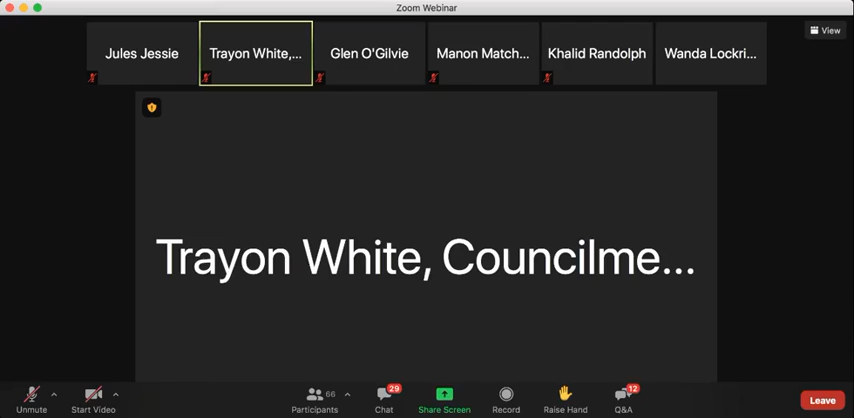 Zoom Webinar
View
Jules Jessie
Trayon White,...
Glen O'Gilvie
Manon Match...
Khalid Randolph
Wanda Lockri...
Trayon White, Councilme...
Unmute
Start Video
66
Participants
29
Chat
Share Screen
Record
Raise Hand
12
Q&A
Leave